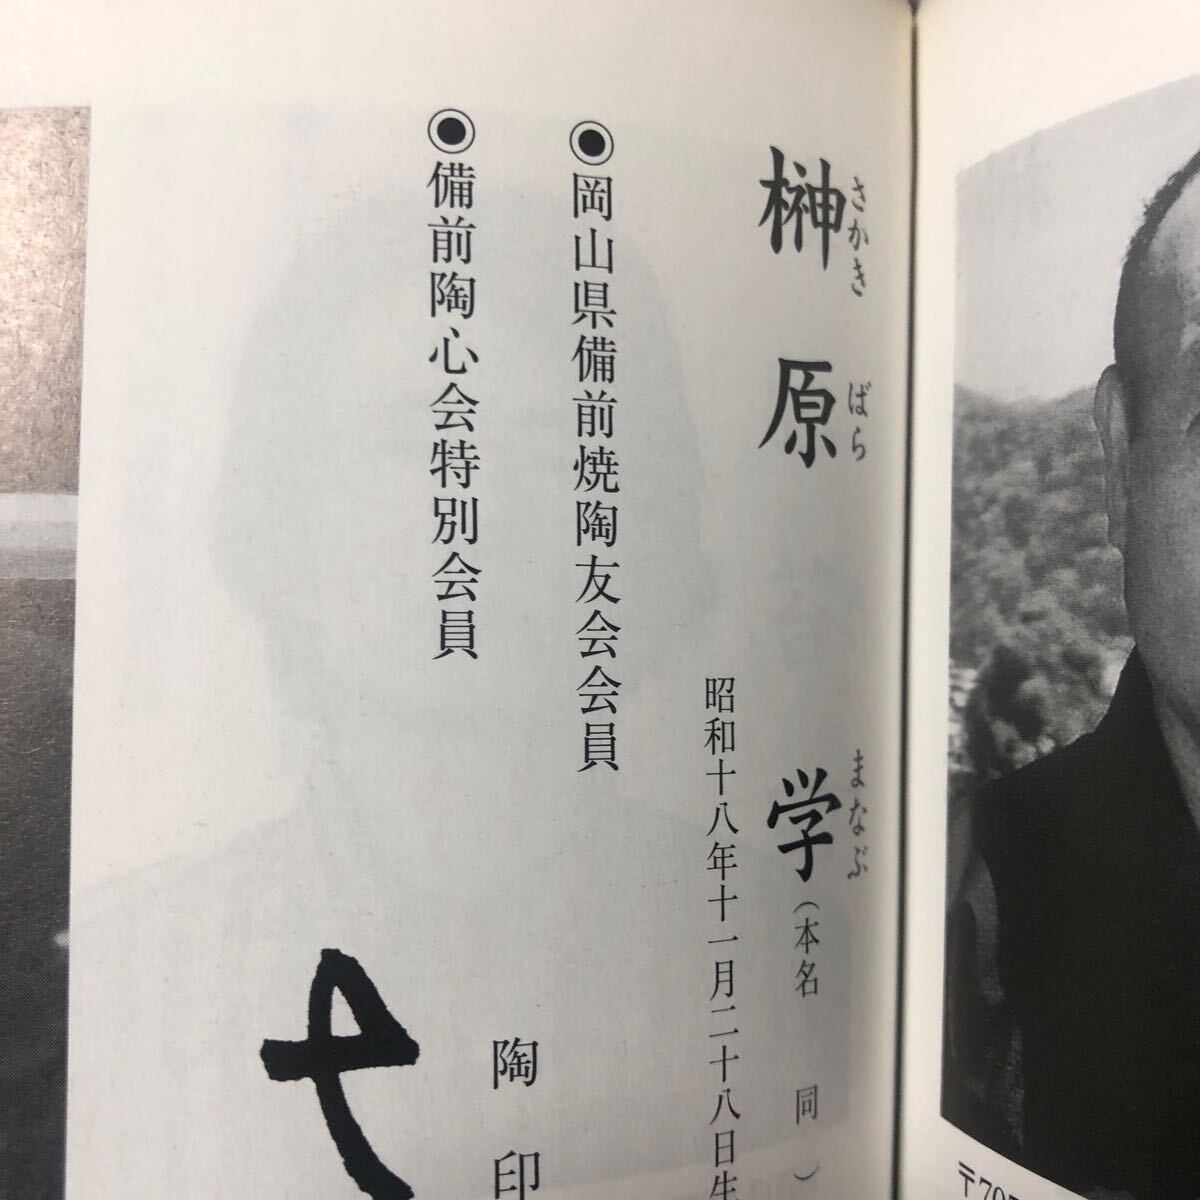 榊原 学（本名 同）
さかき ばら まなぶ
昭和十八年十一月二十八日生
◉岡山県備前焼陶友会会員
◉備前陶心会特別会員
陶印
〒705